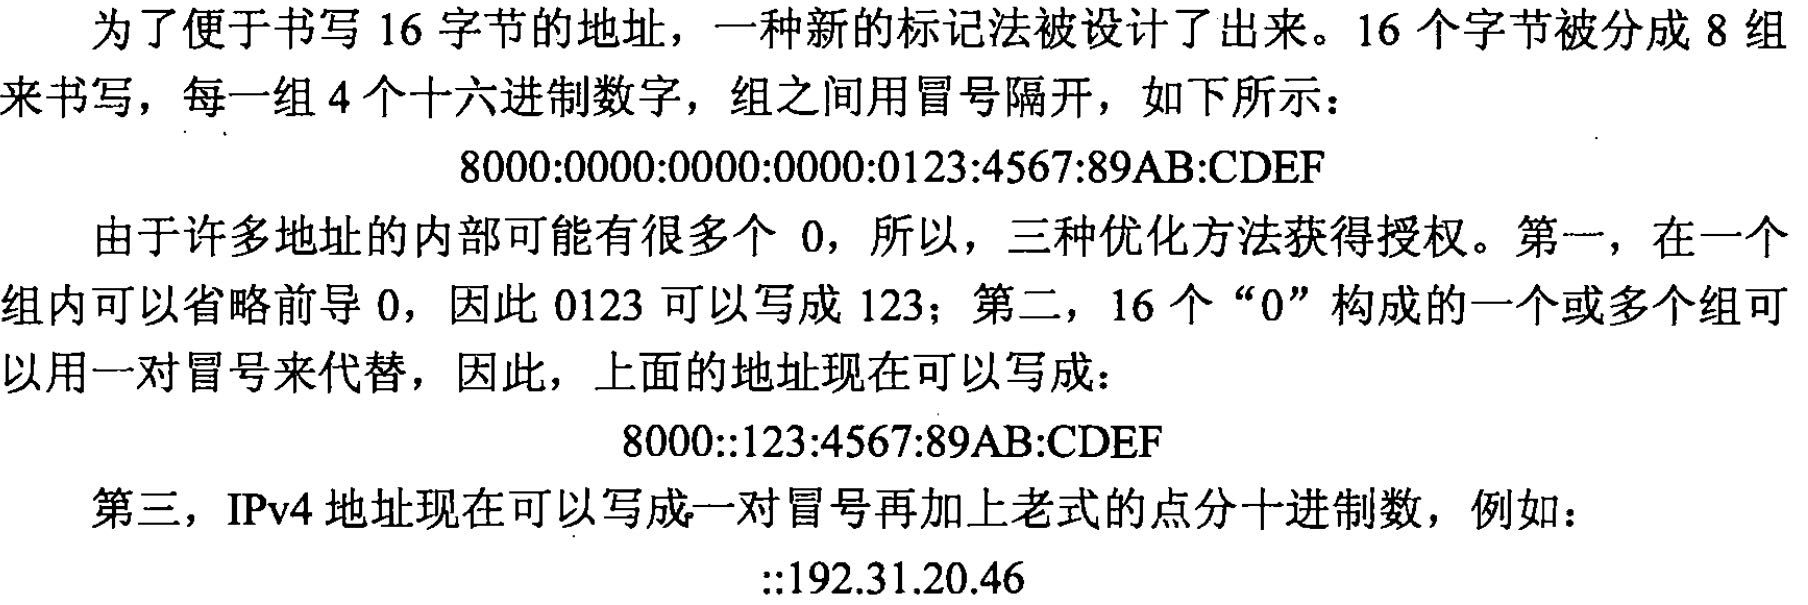 为了便于书写 16 字节的地址，一种新的标记法被设计了出来。16 个字节被分成 8 组
来书写，每一组 4 个十六进制数字，组之间用冒号隔开，如下所示：
8000:0000:0000:0000:0123:4567:89AB:CDEF
由于许多地址的内部可能有很多个 0，所以，三种优化方法获得授权。第一，在一个
组内可以省略前导 0，因此 0123 可以写成 123；第二，16 个“0”构成的一个或多个组可
以用一对冒号来代替，因此，上面的地址现在可以写成：
8000::123:4567:89AB:CDEF
第三，IPv4 地址现在可以写成一对冒号再加上老式的点分十进制数，例如：
::192.31.20.46